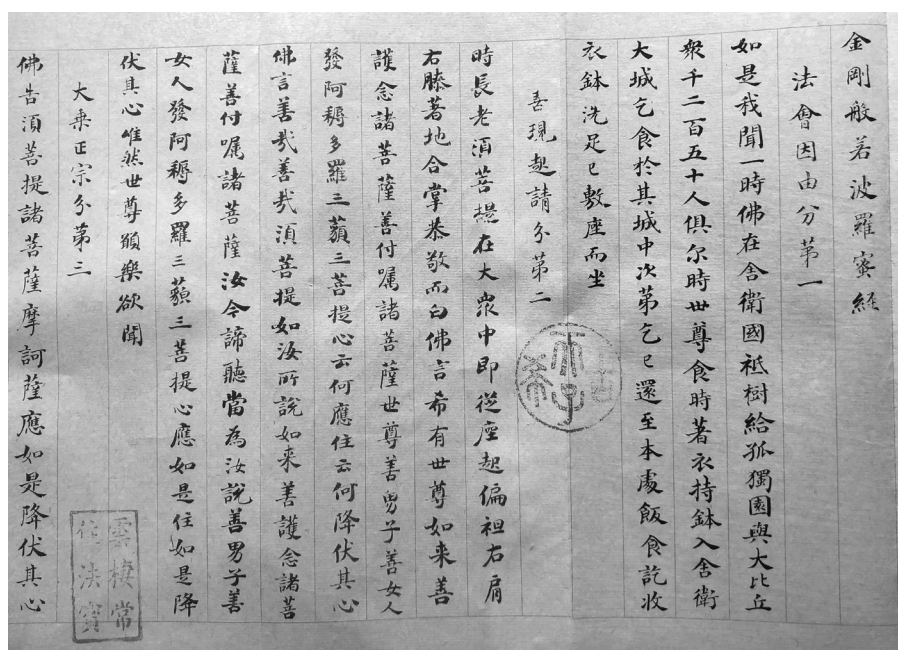 金剛般若波羅蜜經
法會因由分苐一
如是我聞一時佛在舍衛國祇樹給孤獨園與大比丘
衆千二百五十人俱尒時世尊食時著衣持鉢入舍衛
大城乞食於其城中次苐乞已還至本處飯食訖收
衣鉢洗足已敷座而坐
善現起請分苐二
時長老湏菩提在大衆中即從座起偏袒右肩
右膝著地合掌恭敬而白佛言希有世尊如来善
護念諸菩薩善付嘱諸菩薩世尊善男子善女人
發阿耨多羅三藐三菩提心云何應住云何降伏其心
佛言善㢤善㢤湏菩提如汝所說如来善護念諸菩
薩善付嘱諸菩薩汝今諦聽當為汝說善男子善
女人發阿耨多羅三藐三菩提心應如是住如是降
伏其心唯然世尊願樂欲聞
大乗正宗分苐三
佛告湏菩提諸菩薩摩訶薩應如是降伏其心
雲棲常
住法寶